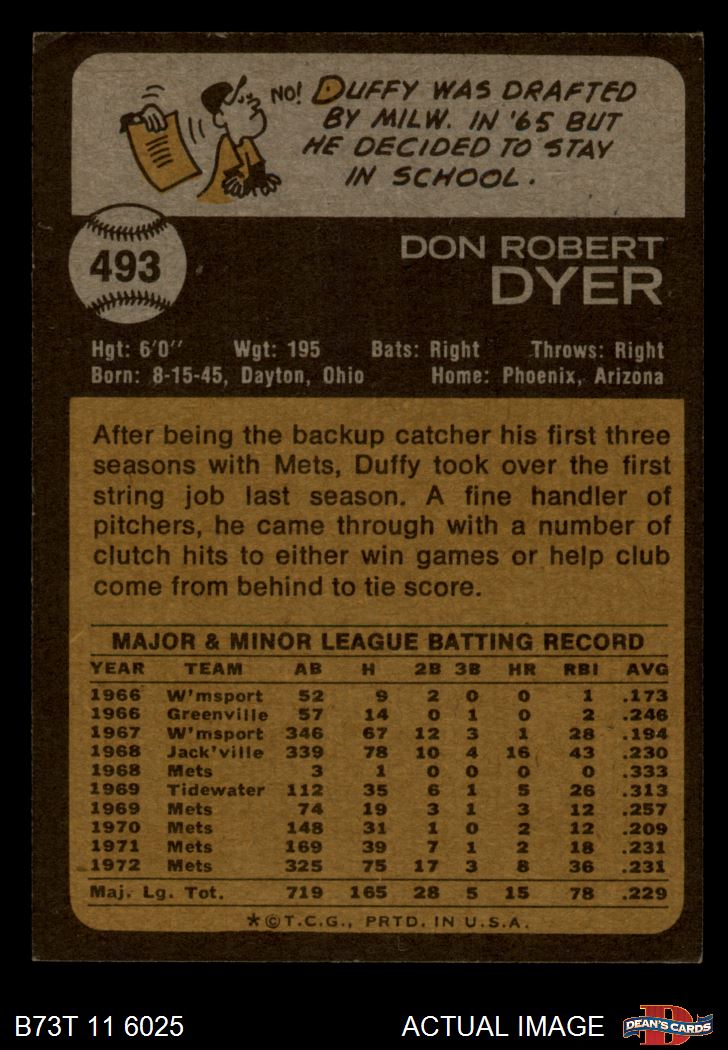 NO! DUFFY WAS DRAFTED
BY MILW. IN '65 BUT
HE DECIDED TO STAY
IN SCHOOL.
493
DON ROBERT
DYER
Hgt: 6'0" Wgt: 195 Bats: Right Throws: Right
Born: 8-15-45, Dayton, Ohio Home: Phoenix, Arizona
After being the backup catcher his first three
seasons with Mets, Duffy took over the first
string job last season. A fine handler of
pitchers, he came through with a number of
clutch hits to either win games or help club
come from behind to tie score.
MAJOR & MINOR LEAGUE BATTING RECORD
YEAR TEAM AB H 2B 3B HR RBI AVG
1966 W'msport 52 9 2 0 0 1 .173
1966 Greenville 57 14 0 1 0 2 .246
1967 W'msport 346 67 12 3 1 28 .194
1968 Jack'ville 339 78 10 4 16 43 .230
1968 Mets 3 1 0 0 0 0 .333
1969 Tidewater 112 35 6 1 5 26 .313
1969 Mets 74 19 3 1 3 12 .257
1970 Mets 148 31 1 0 2 12 .209
1971 Mets 169 39 7 1 2 18 .231
1972 Mets 325 75 17 3 8 36 .231
Maj. Lg. Tot. 719 165 28 5 15 78 .229
*©T.C.G., PRTD. IN U.S.A.
B73T 11 6025 ACTUAL IMAGE
D
DEAN'S CARDS